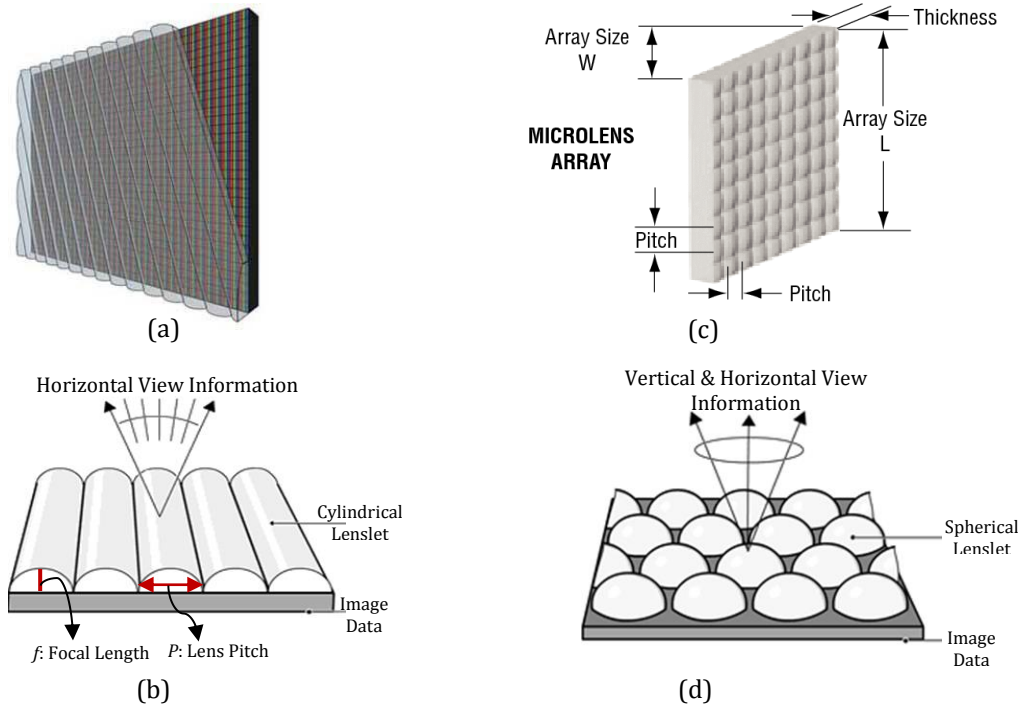 (a)
Array Size
W
Thickness
MICROLENS
ARRAY
Array Size
L
Pitch
Pitch
(c)
Horizontal View Information
Cylindrical
Lenslet
Image
Data
f: Focal Length
P: Lens Pitch
(b)
Vertical & Horizontal View
Information
Spherical
Lenslet
Image
Data
(d)